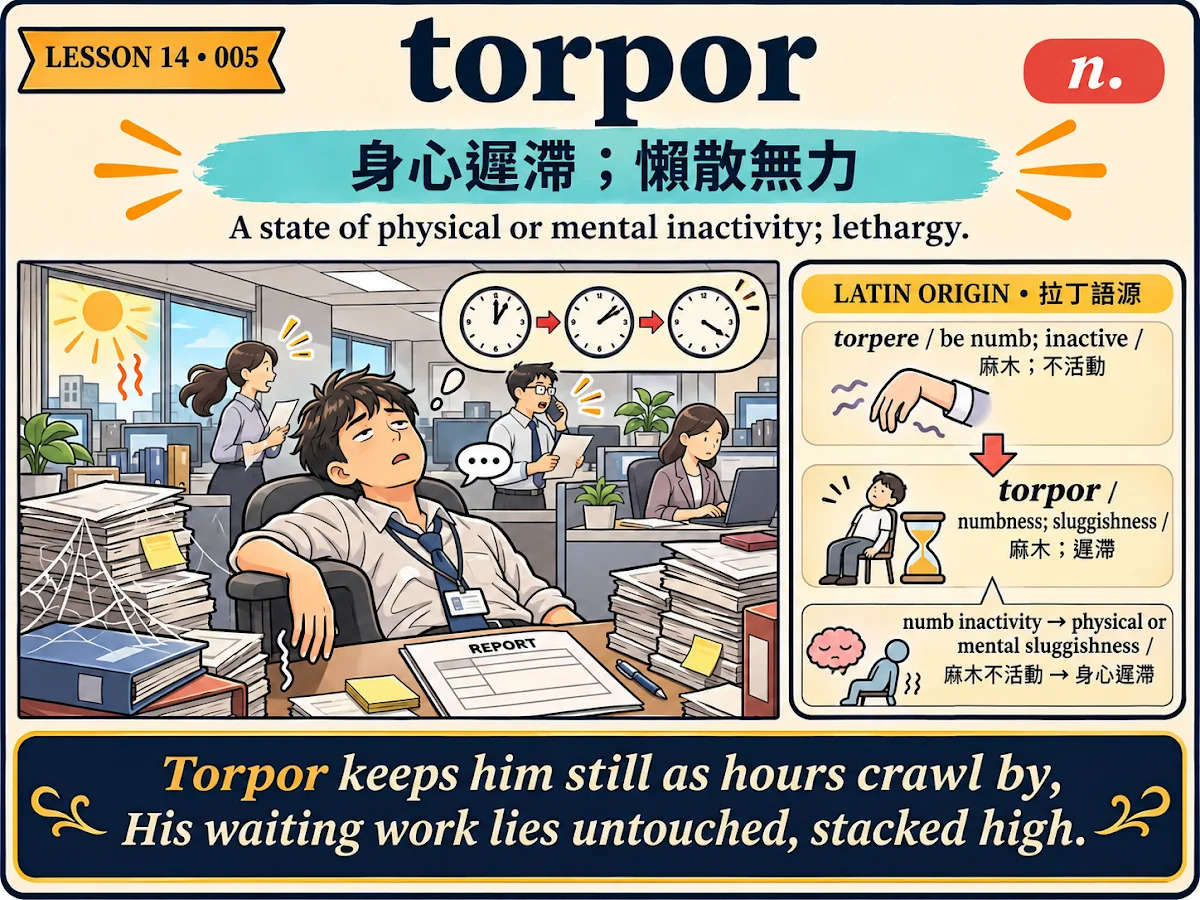 LESSON 14 • 005
torpor
n.
身心遲滯；懶散無力
A state of physical or mental inactivity; lethargy.
REPORT
LATIN ORIGIN • 拉丁語源
torpere / be numb; inactive /
麻木；不活動
torpor /
numbness; sluggishness /
麻木；遲滯
numb inactivity → physical or
mental sluggishness /
麻木不活動 → 身心遲滯
Torpor keeps him still as hours crawl by,
His waiting work lies untouched, stacked high.